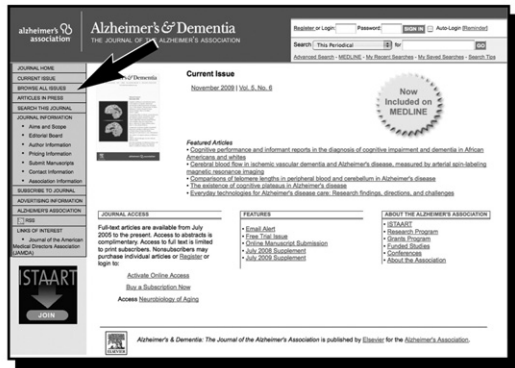 alzheimer's
association
Alzheimer's & Dementia
THE JOURNAL OF THE ALZHEIMER'S ASSOCIATION
Register or Login: Password: SIGN IN Auto-Login [Reminder]
Search This Periodical for GO
Advanced Search - MEDLINE - My Recent Searches - My Saved Searches - Search Tips
JOURNAL HOME
CURRENT ISSUE
BROWSE ALL ISSUES
ARTICLES IN PRESS
SEARCH THIS JOURNAL
JOURNAL INFORMATION
• Aims and Scope
• Editorial Board
• Author Information
• Pricing Information
• Submit Manuscripts
• Contact Information
• Association Information
SUBSCRIBE TO JOURNAL
ADVERTISING INFORMATION
ALZHEIMER'S ASSOCIATION
RSS
LINKS OF INTEREST
• Journal of the American
Medical Directors Association
(JAMDA)
ISTAART
JOIN
Dementia
Current Issue
November 2009 | Vol. 5, No. 6
Now
Included on
MEDLINE
Featured Articles
• Cognitive performance and informant reports in the diagnosis of cognitive impairment and dementia in African
Americans and whites
• Cerebral blood flow in ischemic vascular dementia and Alzheimer's disease, measured by arterial spin-labeling
magnetic resonance imaging
• Comparisons of telomere lengths in peripheral blood and cerebellum in Alzheimer's disease
• The existence of cognitive plateaus in Alzheimer's disease
• Everyday technologies for Alzheimer's disease care: Research findings, directions, and challenges
JOURNAL ACCESS
Full-text articles are available from July
2005 to the present. Access to abstracts is
complimentary. Access to full text is limited
to print subscribers. Nonsubscribers may
purchase individual articles or Register or
login to:
Activate Online Access
Buy a Subscription Now
Access Neurobiology of Aging
FEATURES
• Email Alert
• Free Trial Issue
• Online Manuscript Submission
• July 2008 Supplement
• July 2009 Supplement
ABOUT THE ALZHEIMER'S ASSOCIATION
• ISTAART
• Research Program
• Grants Program
• Funded Studies
• Conferences
• About the Association
ELSEVIER
Alzheimer's & Dementia: The Journal of the Alzheimer's Association is published by Elsevier for the Alzheimer's Association.